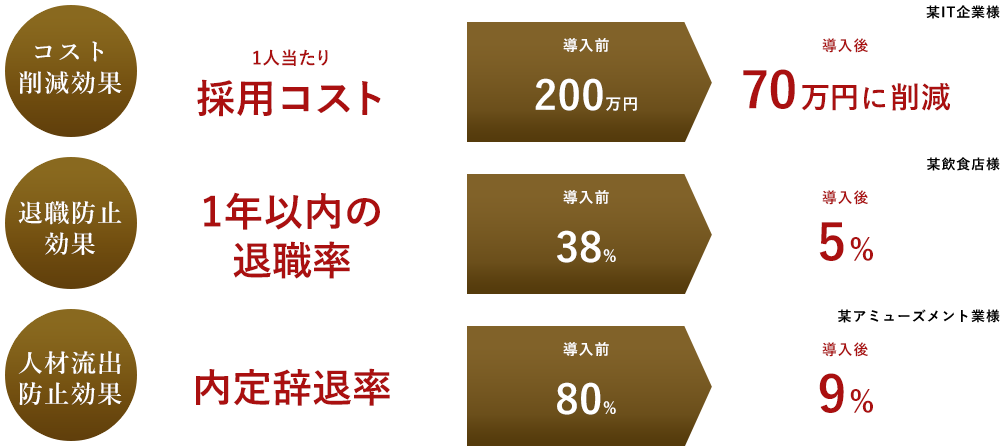 某IT企業様
コスト
削減効果
1人当たり
採用コスト
導入前
200万円
導入後
70万円に削減
某飲食店様
退職防止
効果
1年以内の
退職率
導入前
38%
導入後
5%
某アミューズメント業様
人材流出
防止効果
内定辞退率
導入前
80%
導入後
9%